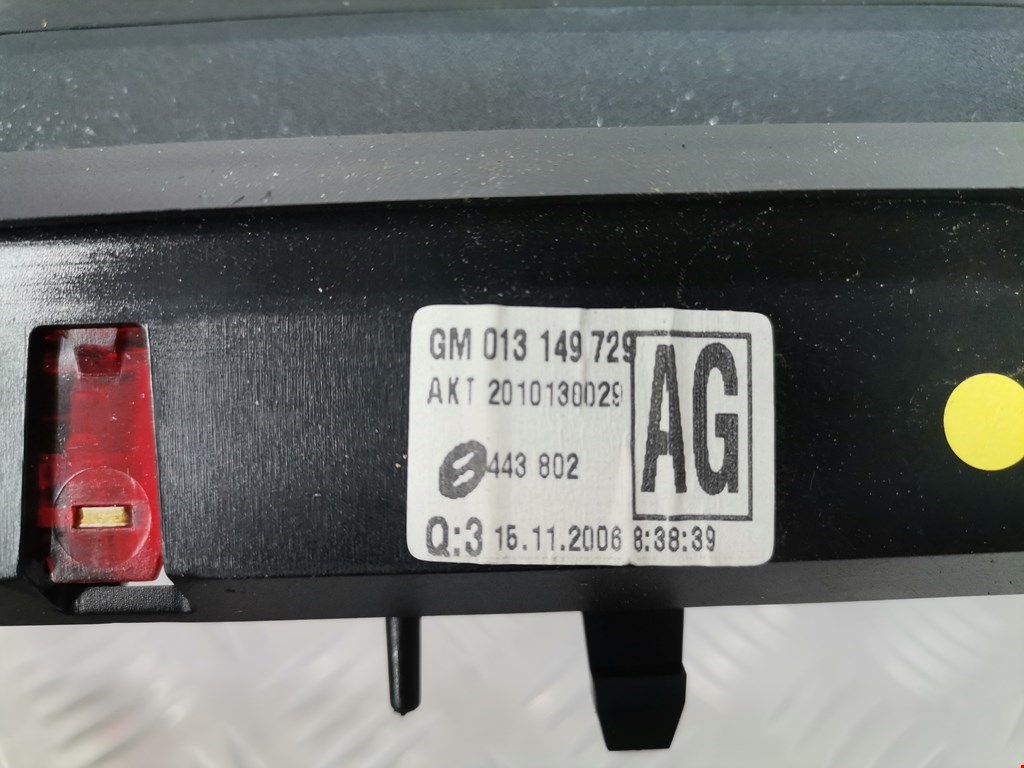 GM 013 149 729
AG
AKT 2010130029
443 802
Q:3 15.11.2006 8:38:39